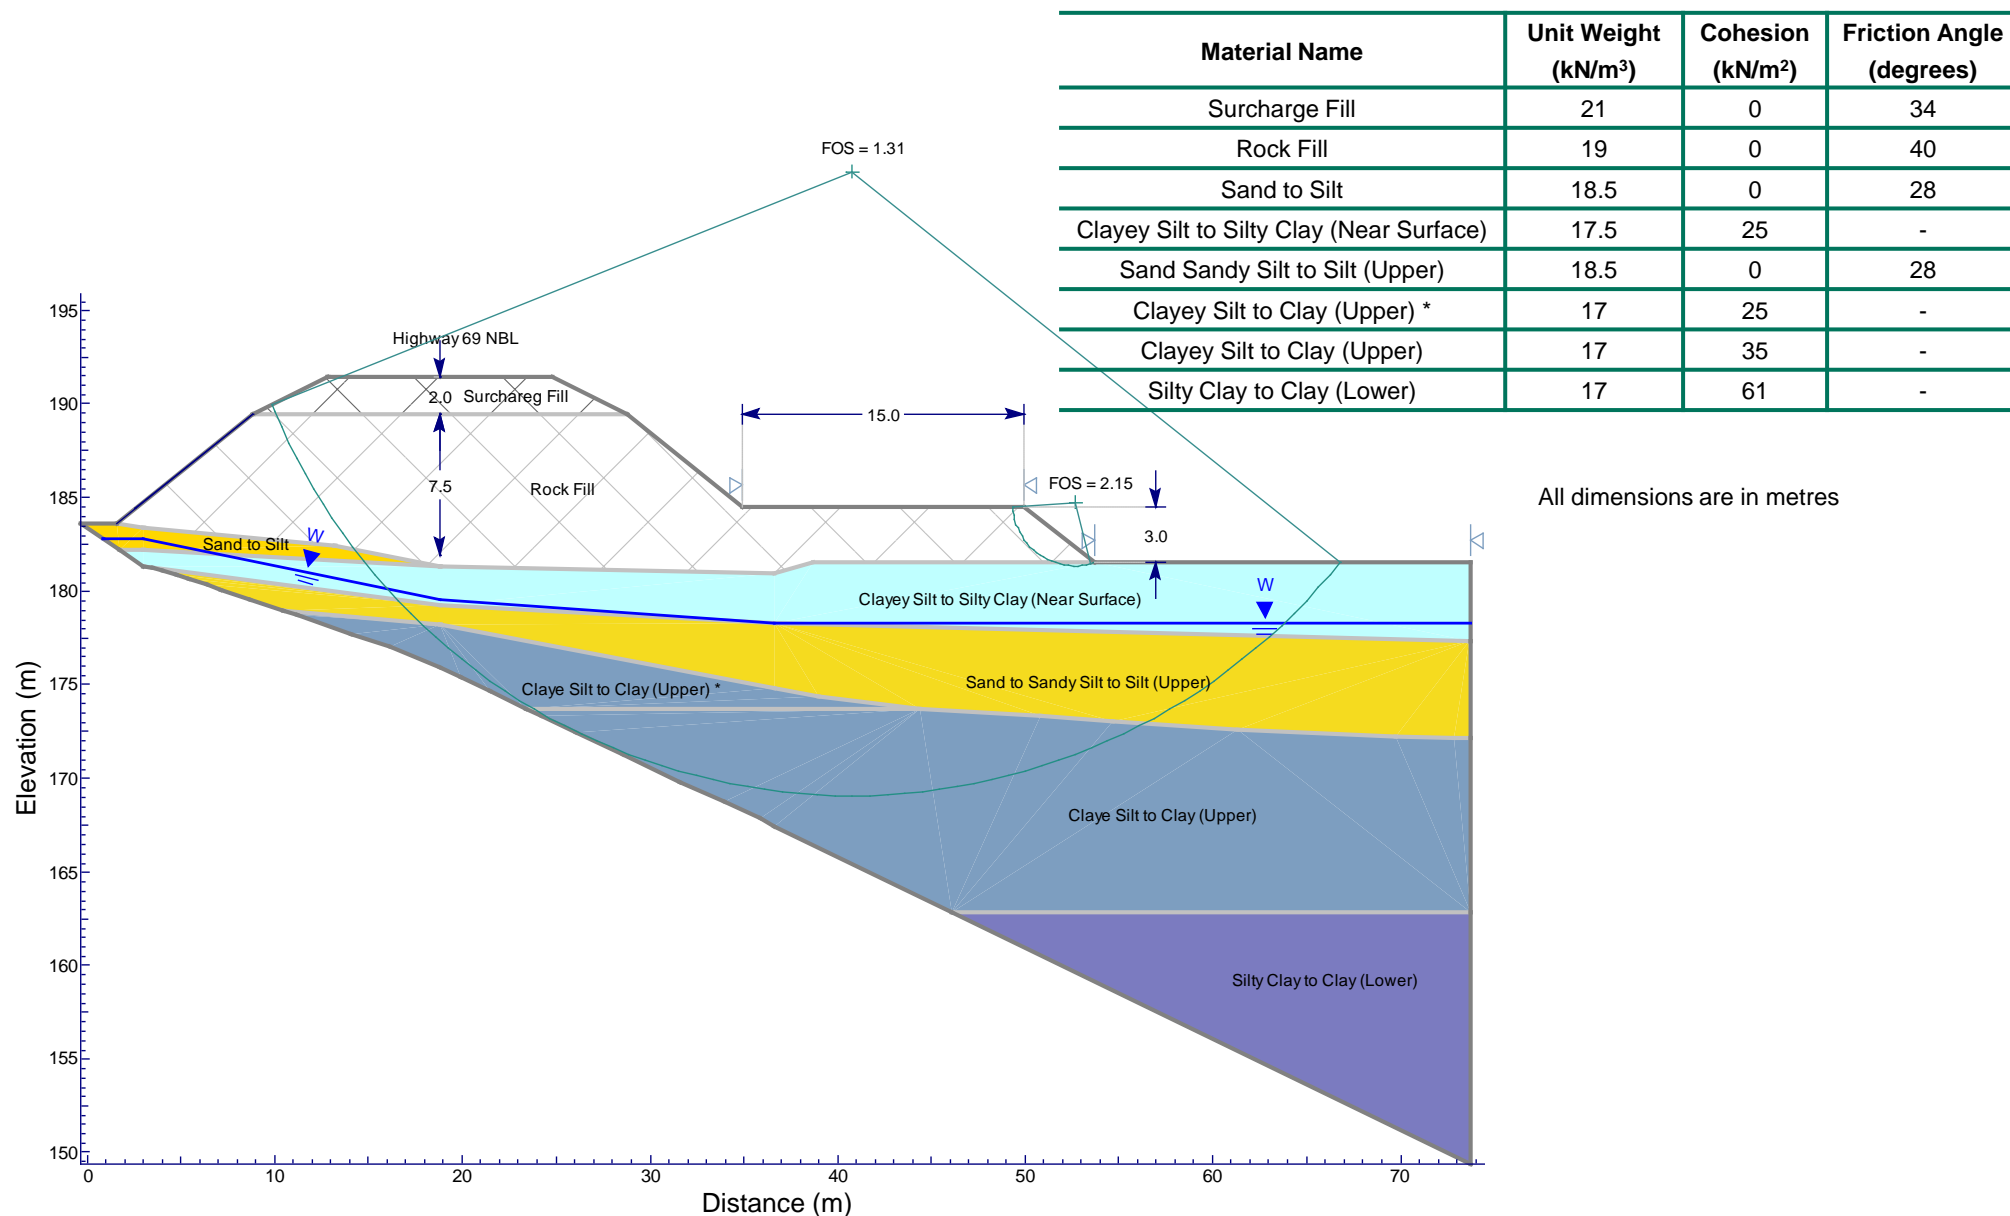 Material Name
Unit Weight (kN/m³)
Cohesion (kN/m²)
Friction Angle (degrees)
Surcharge Fill 21 0 34
Rock Fill 19 0 40
Sand to Silt 18.5 0 28
Clayey Silt to Silty Clay (Near Surface) 17.5 25 -
Sand Sandy Silt to Silt (Upper) 18.5 0 28
Clayey Silt to Clay (Upper) * 17 25 -
Clayey Silt to Clay (Upper) 17 35 -
Silty Clay to Clay (Lower) 17 61 -
All dimensions are in metres
FOS = 1.31
Highway 69 NBL
2.0 Surchareg Fill
15.0
7.5
Rock Fill
FOS = 2.15
3.0
Sand to Silt
W
W
Clayey Silt to Silty Clay (Near Surface)
Sand to Sandy Silt to Silt (Upper)
Claye Silt to Clay (Upper) *
Claye Silt to Clay (Upper)
Silty Clay to Clay (Lower)
Elevation (m)
195
190
185
180
175
170
165
160
155
150
0 10 20 30 40 50 60 70
Distance (m)